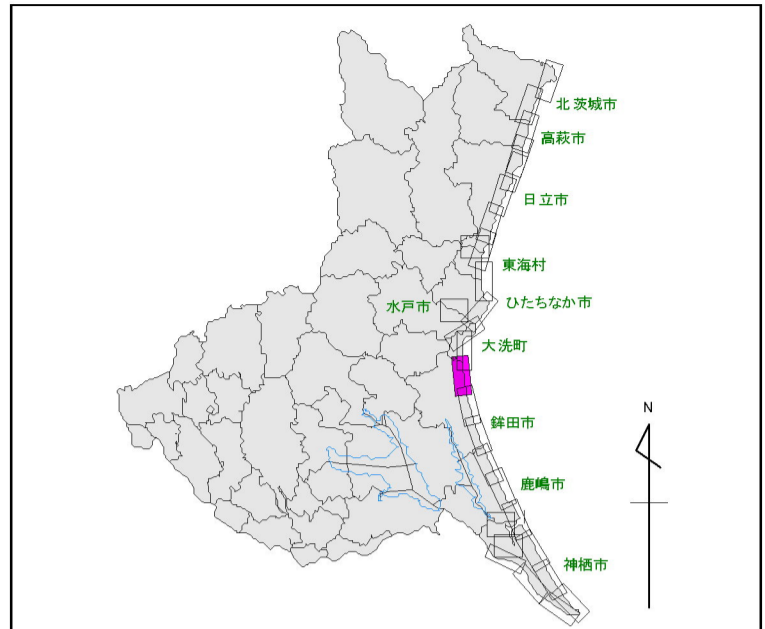 北茨城市
高萩市
日立市
東海村
ひたちなか市
水戸市
大洗町
N
鉾田市
鹿嶋市
神栖市